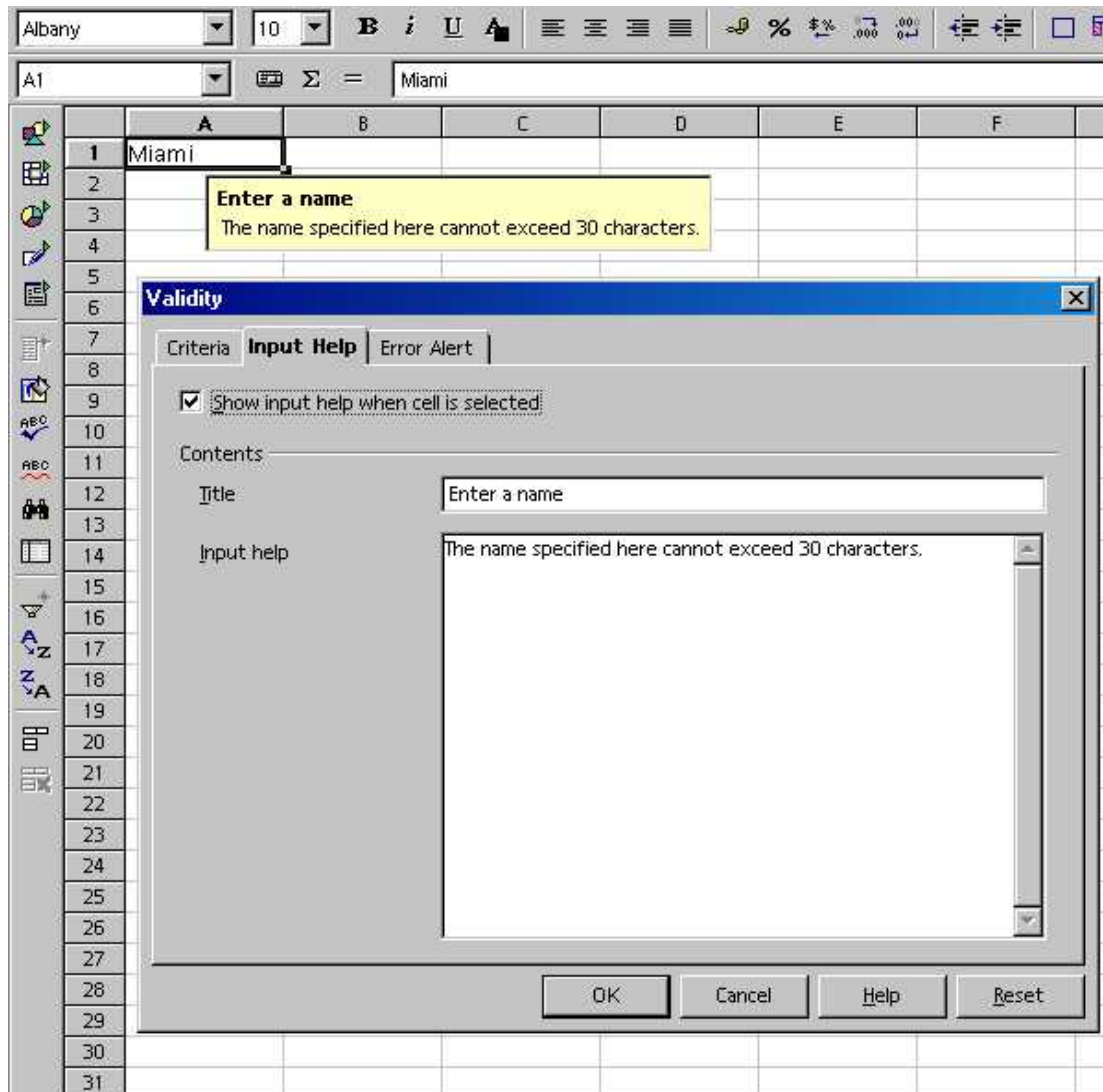 Albany 10 B i U A % $% .000 .00
A1 Σ = Miami
A B C D E F
1 Miami
2
Enter a name
3
The name specified here cannot exceed 30 characters.
4
5
6
Validity
7
Criteria Input Help Error Alert
8
9
Show input help when cell is selected
10
11
Contents
12
Title Enter a name
13
14
Input help The name specified here cannot exceed 30 characters.
15
16
17
18
19
20
21
22
23
24
25
26
27
28
OK Cancel Help Reset
29
30
31
ABC
ABC
A Z
Z A